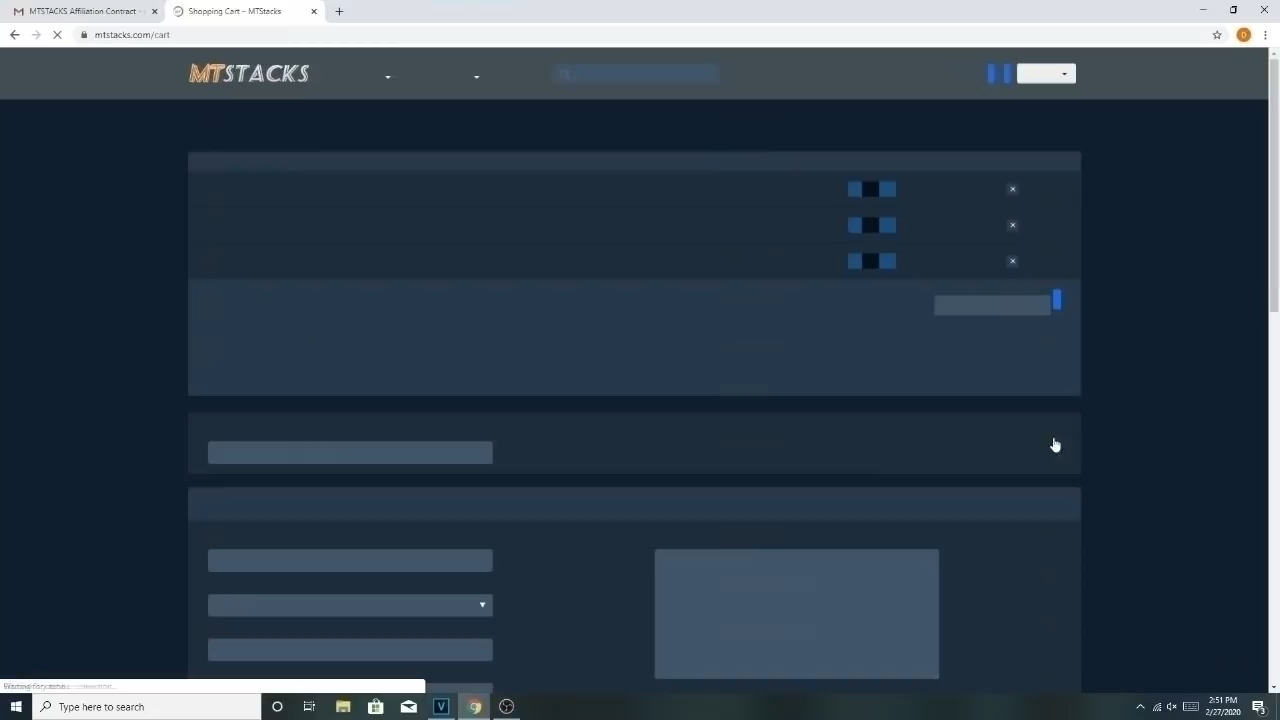 MTSTACKS Affiliation Contract -
Shopping Cart – MTStacks
mtstacks.com/cart
D
MTSTACKS
Type here to search
V
2:51 PM
2/27/2020
3